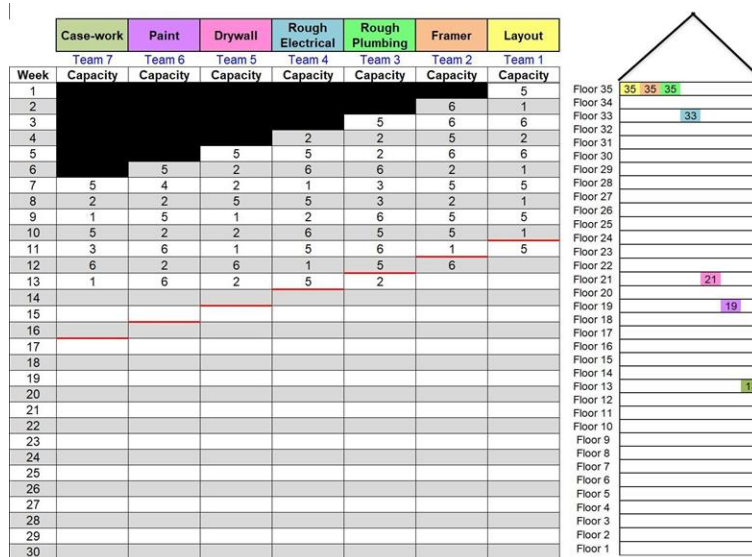 Case-work Paint Drywall Rough Electrical Rough Plumbing Framer Layout
Team 7 Team 6 Team 5 Team 4 Team 3 Team 2 Team 1
Week Capacity Capacity Capacity Capacity Capacity Capacity Capacity
1 5
2 6 1
3 5 6 6
4 2 2 5 2
5 5 5 2 6 6
6 5 2 6 6 2 1
7 5 4 2 1 3 5 5
8 2 2 5 5 3 2 1
9 1 5 1 2 6 5 5
10 5 2 2 6 5 5 1
11 3 6 1 5 6 1 5
12 6 2 6 1 5 6
13 1 6 2 5 2
14
15
16
17
18
19
20
21
22
23
24
25
26
27
28
29
30
Floor 35 35 35 35
Floor 34
Floor 33 33
Floor 32
Floor 31
Floor 30
Floor 29
Floor 28
Floor 27
Floor 26
Floor 25
Floor 24
Floor 23
Floor 22
Floor 21 21
Floor 20
Floor 19 19
Floor 18
Floor 17
Floor 16
Floor 15
Floor 14
Floor 13
Floor 12
Floor 11
Floor 10
Floor 9
Floor 8
Floor 7
Floor 6
Floor 5
Floor 4
Floor 3
Floor 2
Floor 1